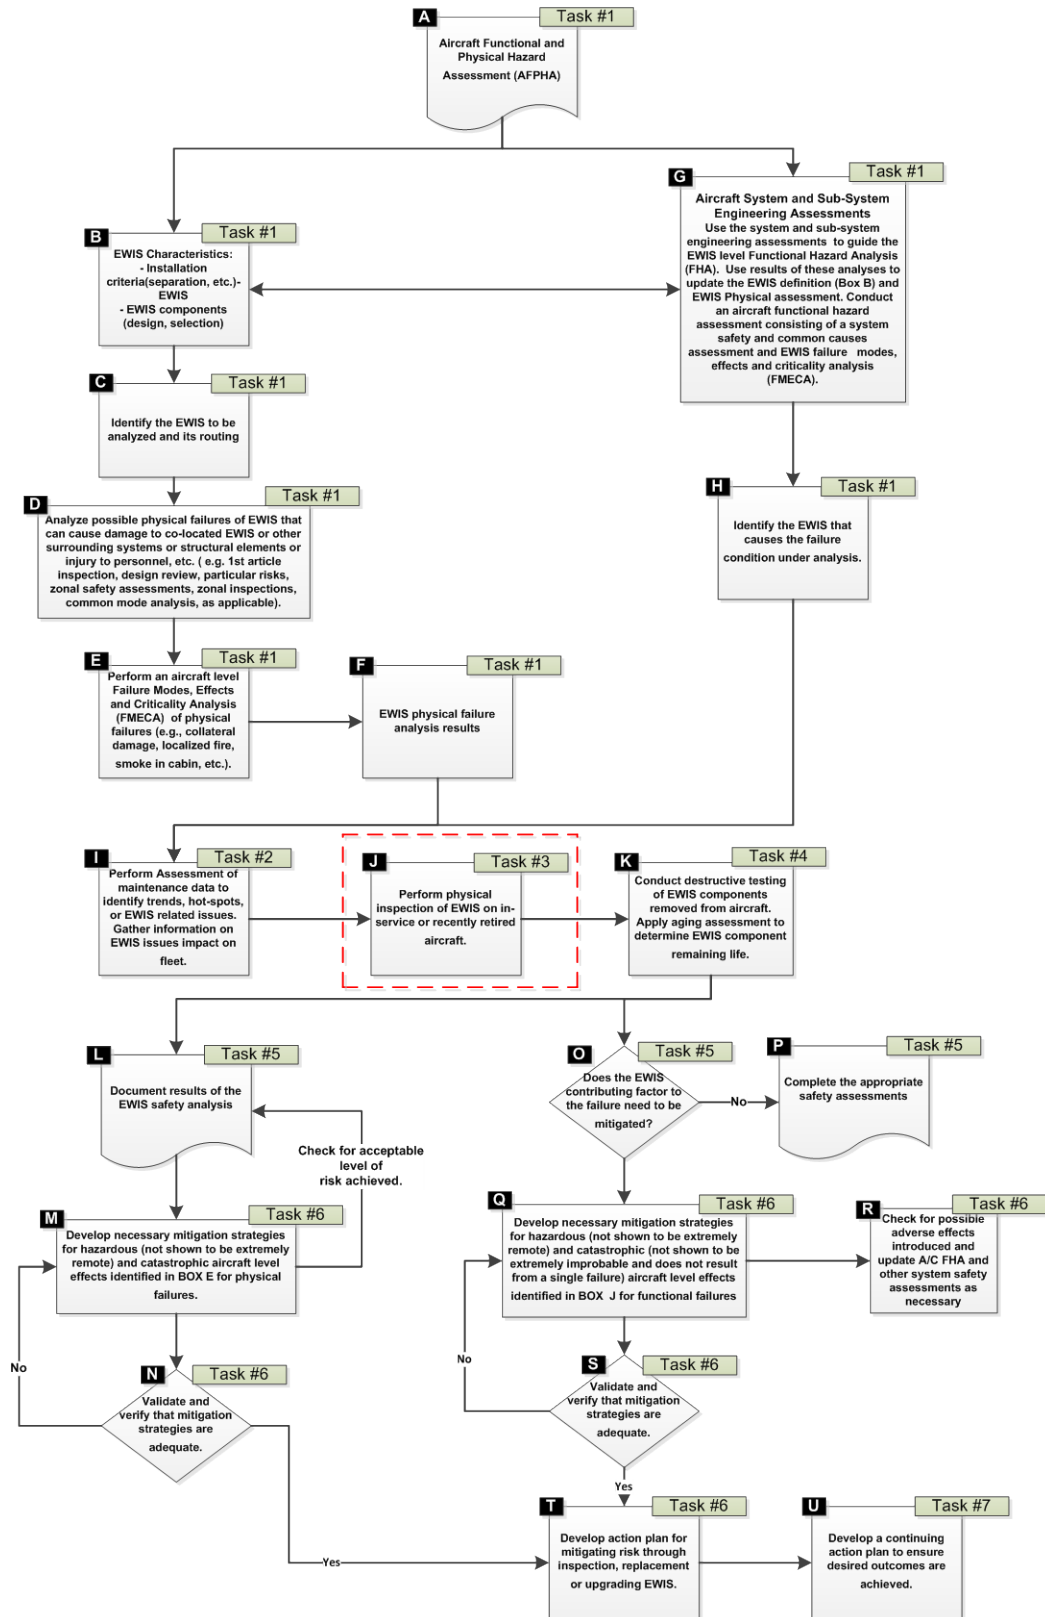 A
Task #1
Aircraft Functional and
Physical Hazard
Assessment (AFPHA)
B
Task #1
EWIS Characteristics:
- Installation
criteria(separation, etc.)-
EWIS
- EWIS components
(design, selection)
G
Task #1
Aircraft System and Sub-System
Engineering Assessments
Use the system and sub-system
engineering assessments to guide the
EWIS level Functional Hazard Analysis
(FHA). Use results of these analyses to
update the EWIS definition (Box B) and
EWIS Physical assessment. Conduct
an aircraft functional hazard
assessment consisting of a system
safety and common causes
assessment and EWIS failure modes,
effects and criticality analysis
(FMECA).
C
Task #1
Identify the EWIS to be
analyzed and its routing
D
Task #1
Analyze possible physical failures of EWIS that
can cause damage to co-located EWIS or other
surrounding systems or structural elements or
injury to personnel, etc. ( e.g. 1st article
inspection, design review, particular risks,
zonal safety assessments, zonal inspections,
common mode analysis, as applicable).
H
Task #1
Identify the EWIS that
causes the failure
condition under analysis.
E
Task #1
Perform an aircraft level
Failure Modes, Effects
and Criticality Analysis
(FMECA) of physical
failures (e.g., collateral
damage, localized fire,
smoke in cabin, etc.).
F
Task #1
EWIS physical failure
analysis results
I
Task #2
Perform Assessment of
maintenance data to
identify trends, hot-spots,
or EWIS related issues.
Gather information on
EWIS issues impact on
fleet.
J
Task #3
Perform physical
inspection of EWIS on in-
service or recently retired
aircraft.
K
Task #4
Conduct destructive testing
of EWIS components
removed from aircraft.
Apply aging assessment to
determine EWIS component
remaining life.
L
Task #5
Document results of the
EWIS safety analysis
O
Task #5
Does the EWIS
contributing factor to
the failure need to be
mitigated?
No
P
Task #5
Complete the appropriate
safety assessments
Check for acceptable
level of
risk achieved.
M
Task #6
Develop necessary mitigation strategies
for hazardous (not shown to be extremely
remote) and catastrophic aircraft level
effects identified in BOX E for physical
failures.
Q
Task #6
Develop necessary mitigation strategies
for hazardous (not shown to be extremely
remote) and catastrophic (not shown to be
extremely improbable and does not result
from a single failure) aircraft level effects
identified in BOX J for functional failures
R
Task #6
Check for possible
adverse effects
introduced and
update A/C FHA and
other system safety
assessments as
necessary
No
N
Task #6
Validate and
verify that mitigation
strategies are
adequate.
No
S
Task #6
Validate and
verify that mitigation
strategies are
adequate.
Yes
Yes
T
Task #6
Develop action plan for
mitigating risk through
inspection, replacement
or upgrading EWIS.
U
Task #7
Develop a continuing
action plan to ensure
desired outcomes are
achieved.